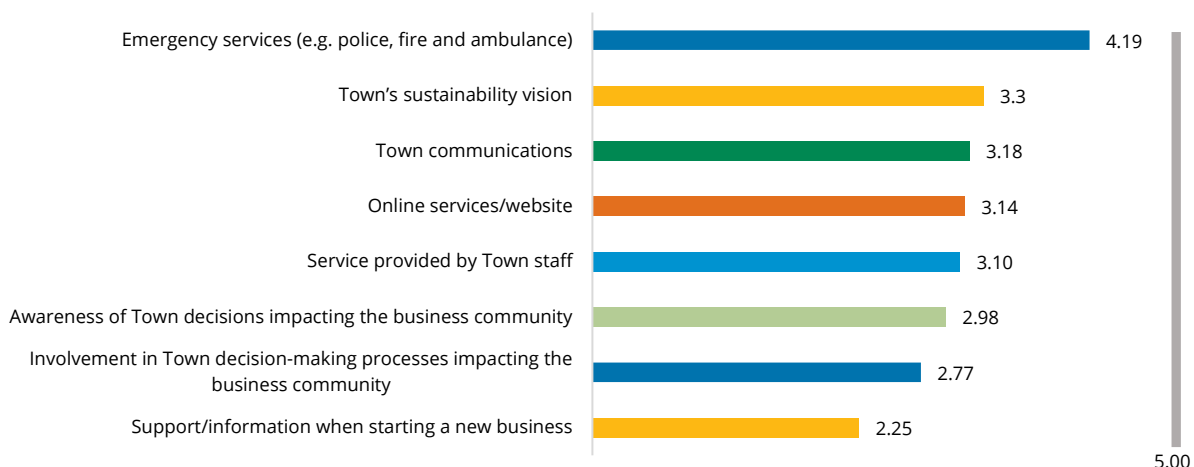 Emergency services (e.g. police, fire and ambulance) 4.19
Town’s sustainability vision 3.3
Town communications 3.18
Online services/website 3.14
Service provided by Town staff 3.10
Awareness of Town decisions impacting the business community 2.98
Involvement in Town decision-making processes impacting the
business community 2.77
Support/information when starting a new business 2.25
5.00